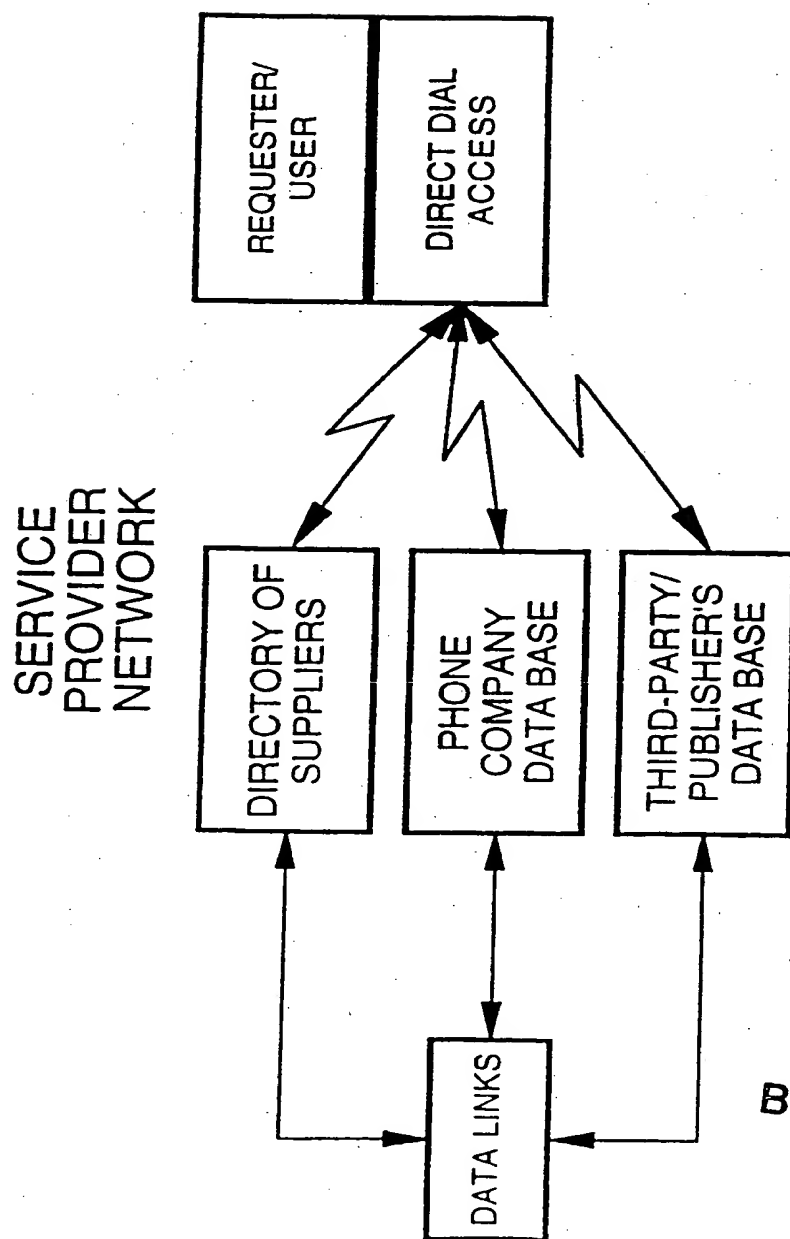 SERVICE
PROVIDER
NETWORK
REQUESTER/
USER
DIRECT DIAL
ACCESS
DIRECTORY OF
SUPPLIERS
PHONE
COMPANY
DATA BASE
THIRD-PARTY/
PUBLISHER'S
DATA BASE
DATA LINKS
B